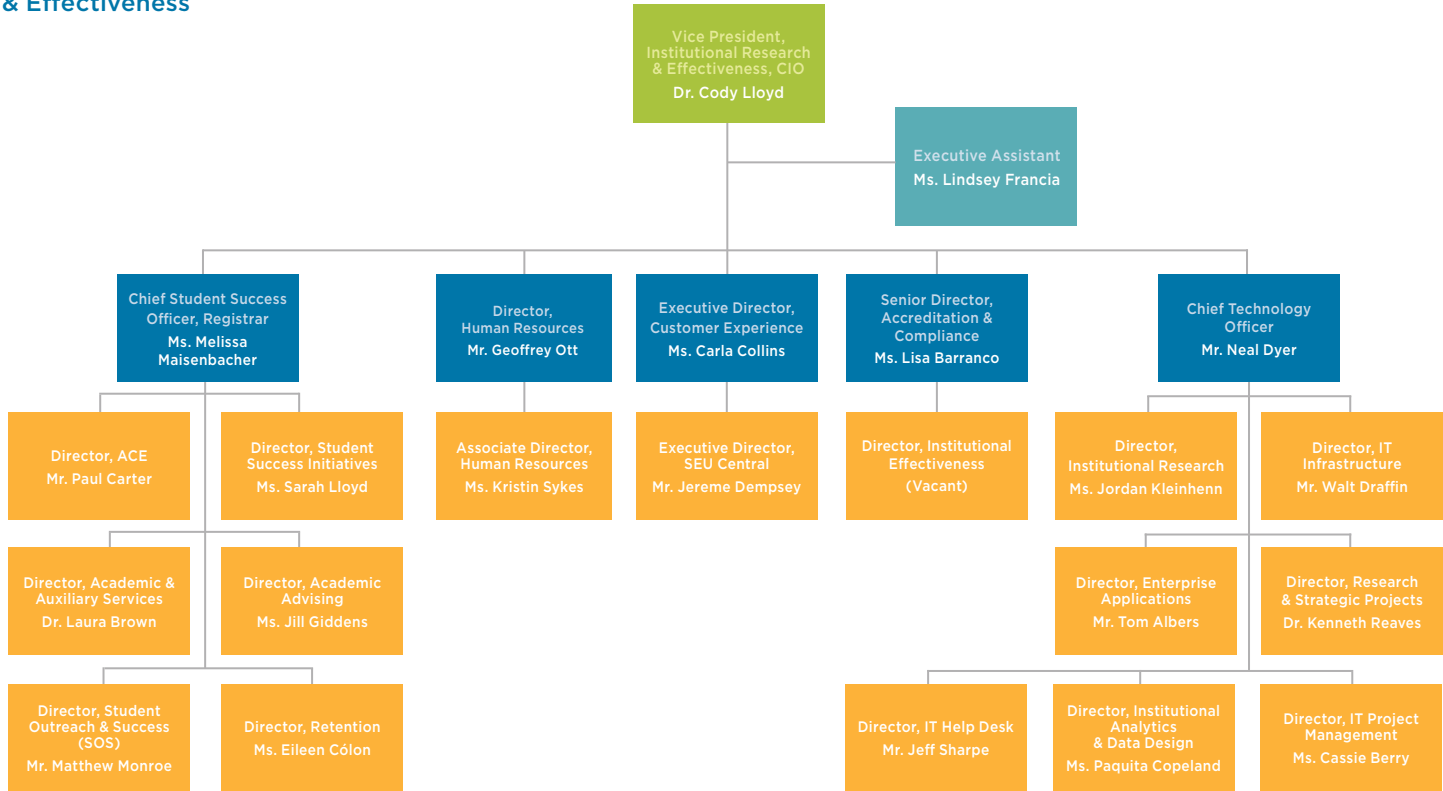 & Effectiveness
Vice President,
Institutional Research
& Effectiveness, CIO
Dr. Cody Lloyd
Executive Assistant
Ms. Lindsey Francia
Chief Student Success
Officer, Registrar
Ms. Melissa
Maisenbacher
Director,
Human Resources
Mr. Geoffrey Ott
Executive Director,
Customer Experience
Ms. Carla Collins
Senior Director,
Accreditation &
Compliance
Ms. Lisa Barranco
Chief Technology
Officer
Mr. Neal Dyer
Director, ACE
Mr. Paul Carter
Director, Student
Success Initiatives
Ms. Sarah Lloyd
Associate Director,
Human Resources
Ms. Kristin Sykes
Executive Director,
SEU Central
Mr. Jereme Dempsey
Director, Institutional
Effectiveness
(Vacant)
Director,
Institutional Research
Ms. Jordan Kleinhenn
Director, IT
Infrastructure
Mr. Walt Draffin
Director, Academic &
Auxiliary Services
Dr. Laura Brown
Director, Academic
Advising
Ms. Jill Giddens
Director, Enterprise
Applications
Mr. Tom Albers
Director, Research
& Strategic Projects
Dr. Kenneth Reaves
Director, Student
Outreach & Success
(SOS)
Mr. Matthew Monroe
Director, Retention
Ms. Eileen Cólon
Director, IT Help Desk
Mr. Jeff Sharpe
Director, Institutional
Analytics
& Data Design
Ms. Paquita Copeland
Director, IT Project
Management
Ms. Cassie Berry